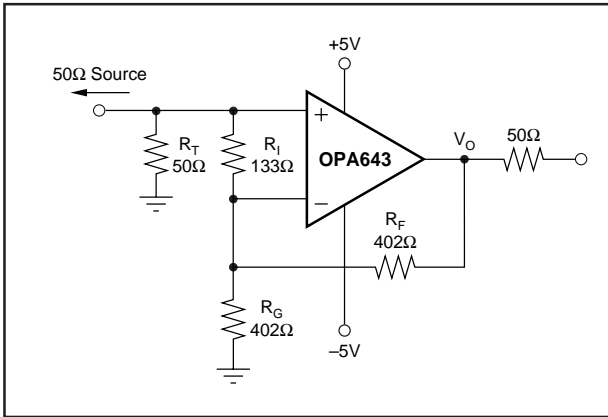 +5V
50Ω Source
+
R_T
50Ω
R_I
133Ω
OPA643
V_O
50Ω
–
R_F
402Ω
R_G
402Ω
–5V